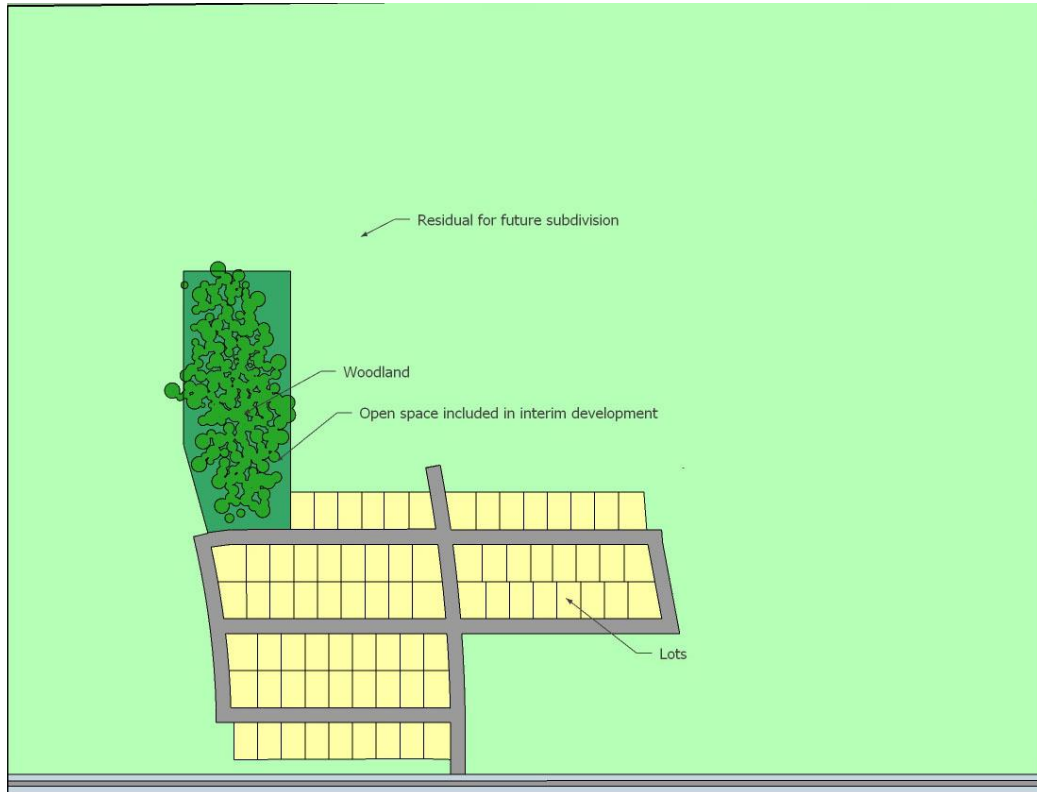 Residual for future subdivision
Woodland
Open space included in interim development
Lots